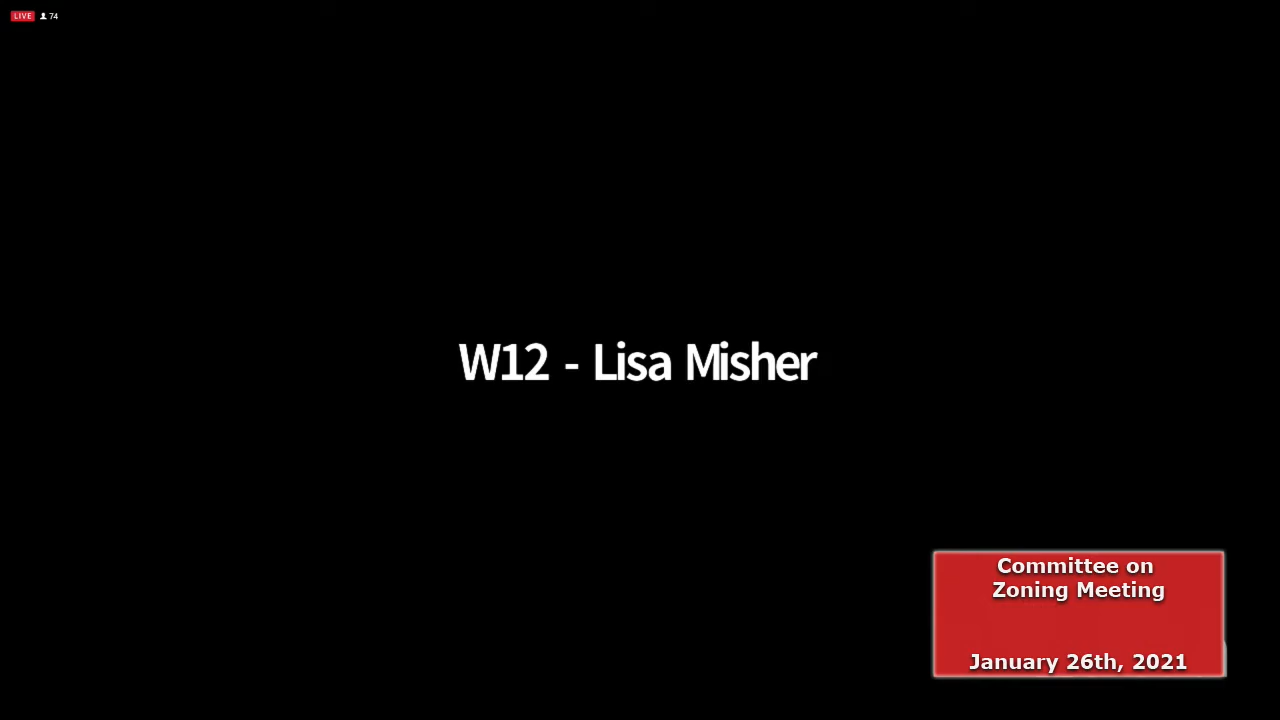 LIVE 74
W12 - Lisa Misher
Committee on
Zoning Meeting
January 26th, 2021